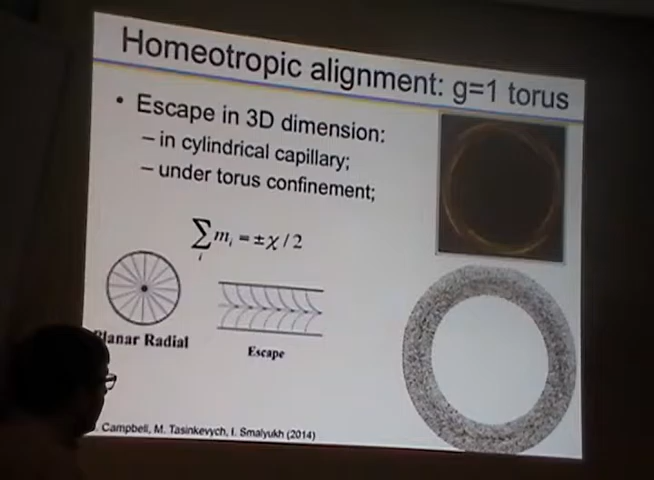 Homeotropic alignment: g=1 torus
• Escape in 3D dimension:
– in cylindrical capillary;
– under torus confinement;
∑ mᵢ = ±χ / 2
i
Planar Radial
Escape
Campbell, M. Tasinkevych, I. Smalyukh (2014)